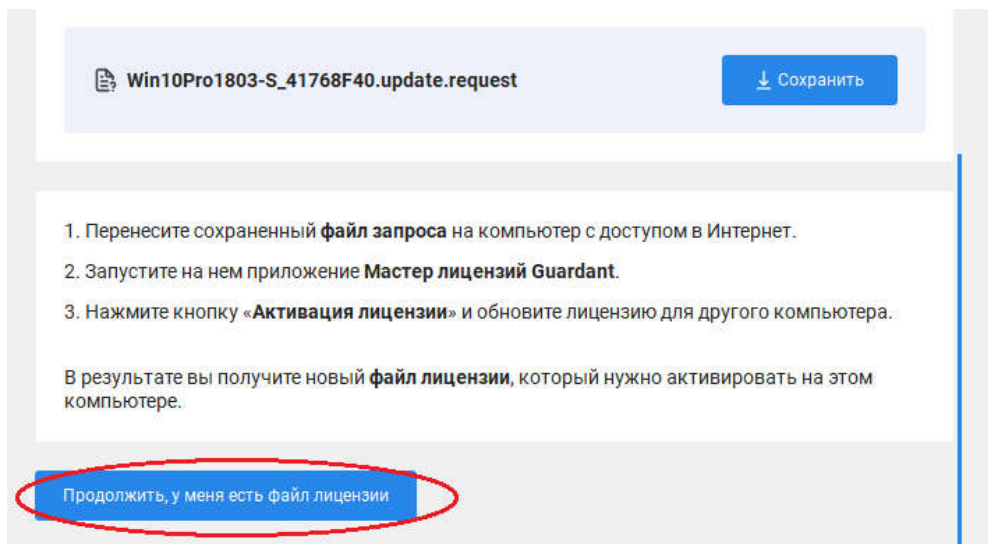 Win10Pro1803-S_41768F40.update.request
Сохранить
1. Перенесите сохраненный файл запроса на компьютер с доступом в Интернет.
2. Запустите на нем приложение Мастер лицензий Guardant.
3. Нажмите кнопку «Активация лицензии» и обновите лицензию для другого компьютера.
В результате вы получите новый файл лицензии, который нужно активировать на этом
компьютере.
Продолжить, у меня есть файл лицензии